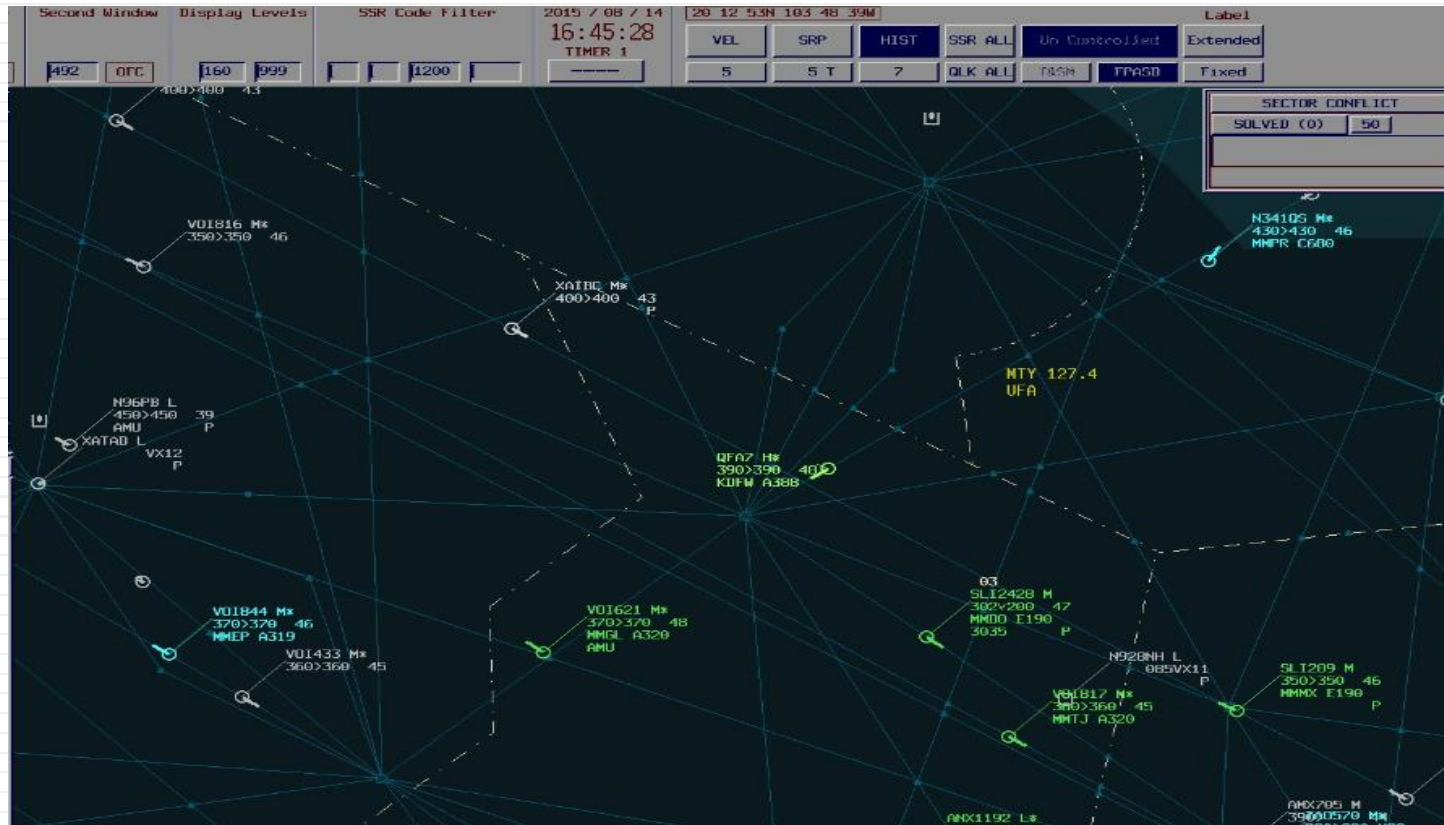 Second Window
Display Levels
SSR Code Filter
2015 / 08 / 14
16:45:28
TIMER 1
----
20 12 53N 103 48 39W
Label
VEL
SRP
HIST
SSR ALL
Un Controlled
Extended
492
OFC
160
999
1200
5
5 T
7
QLK ALL
FPASD
Fixed
SECTOR CONFLICT
SOLVED (0)
50
400>400 43
VOI816 M*
350>350 46
N341QS M*
430>430 46
MMPR C680
XAIBC M*
400>400 43
P
MTY 127.4
UFA
N96PB L
450>450 39
AMU P
XATAD L
VX12
P
QFA7 H*
390>390 48
KDFW A388
03
SLI2428 M
302v200 47
MMDO E190
3035 P
VOI844 M*
370>370 46
MMEP A319
VOI621 M*
370>370 48
MMGL A320
AMU
VOI433 M*
360>360 45
N928NH L
085VX11
P
SLI209 M
350>350 46
MMMX E190
P
VOI817 M*
360>360 45
MMTJ A320
AMX1192 L*
AMX705 M